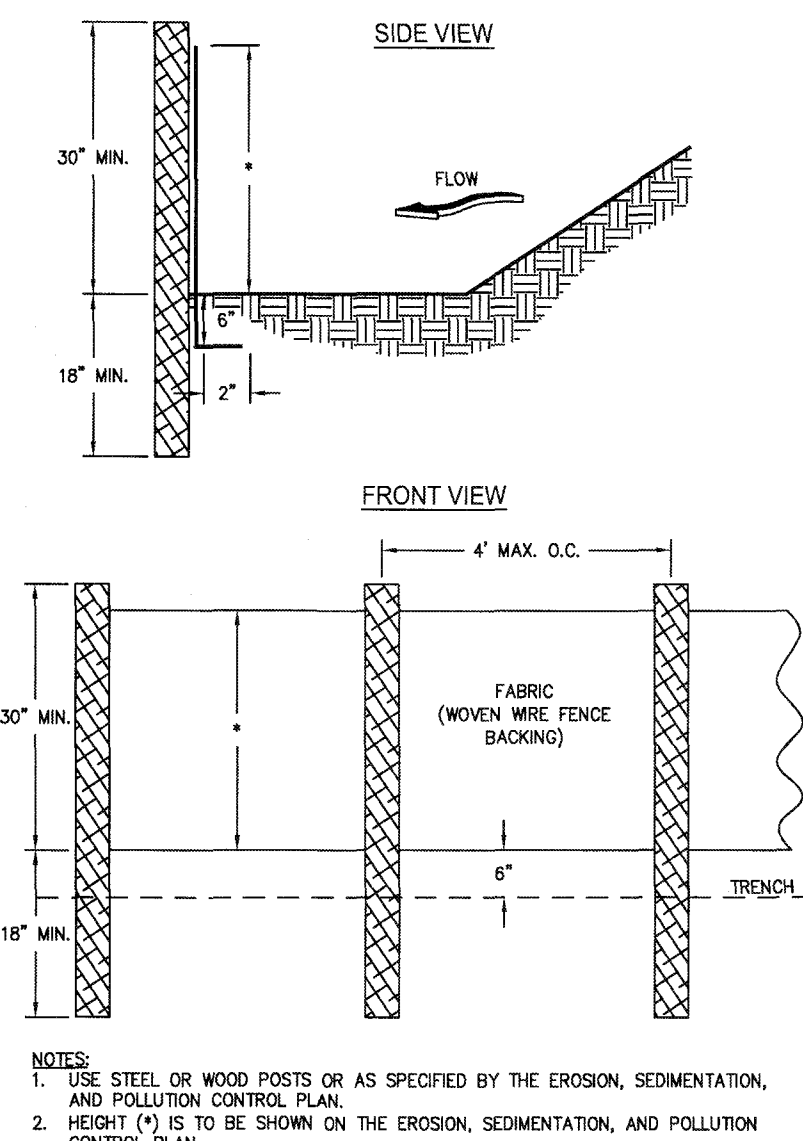 SIDE VIEW
30" MIN.
*
FLOW
6"
18" MIN.
2"
FRONT VIEW
4' MAX. O.C.
30" MIN.
*
FABRIC
(WOVEN WIRE FENCE
BACKING)
6"
TRENCH
18" MIN.
NOTES:
1. USE STEEL OR WOOD POSTS OR AS SPECIFIED BY THE EROSION, SEDIMENTATION,
AND POLLUTION CONTROL PLAN.
2. HEIGHT (*) IS TO BE SHOWN ON THE EROSION, SEDIMENTATION, AND POLLUTION
CONTROL PLAN